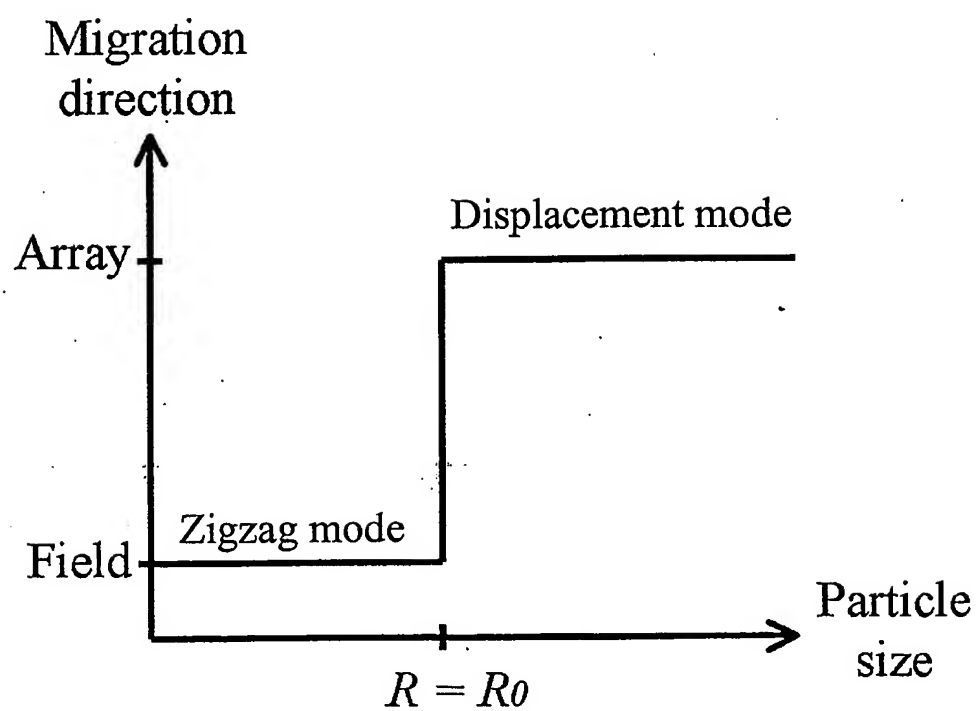 Migration
direction
Displacement mode
Array
Zigzag mode
Field
Particle
size
R = R0